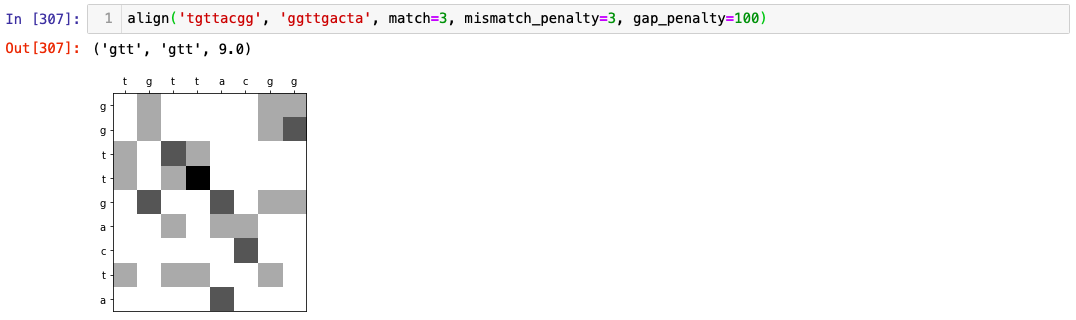 In [307]: 1 align('tgttacgg', 'ggttgacta', match=3, mismatch_penalty=3, gap_penalty=100)
Out[307]: ('gtt', 'gtt', 9.0)
t g t t a c g g
g
g
t
t
g
a
c
t
a